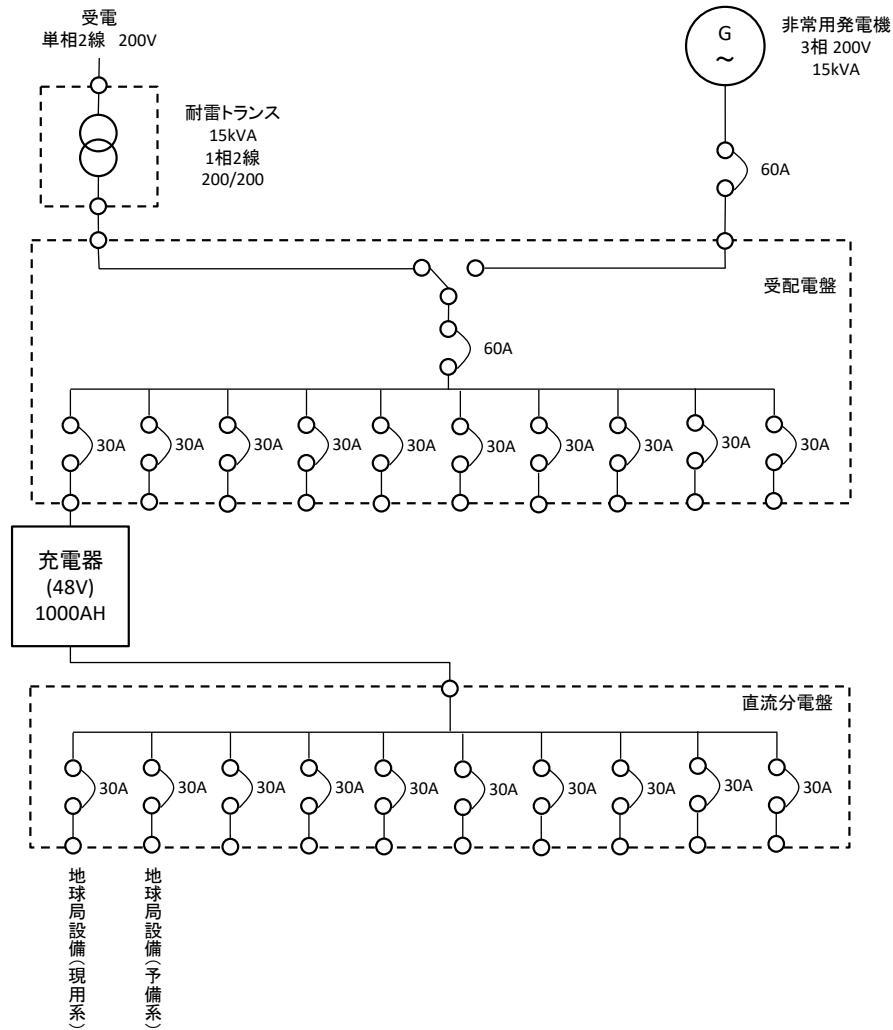 受電
単相2線 200V
G
~
非常用発電機
3相 200V
15kVA
耐雷トランス
15kVA
1相2線
200/200
60A
受配電盤
60A
30A
30A
30A
30A
30A
30A
30A
30A
30A
30A
充電器
(48V)
1000AH
直流分電盤
30A
30A
30A
30A
30A
30A
30A
30A
30A
30A
地球局設備(現用系)
地球局設備(予備系)